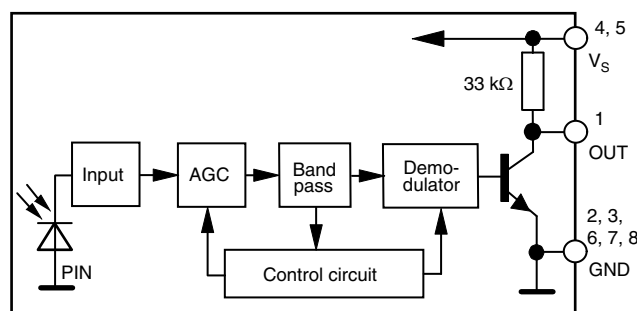 4, 5
V_S
33 kΩ
1
OUT
Input
AGC
Band
pass
Demo-
dulator
2, 3,
6, 7, 8
GND
PIN
Control circuit